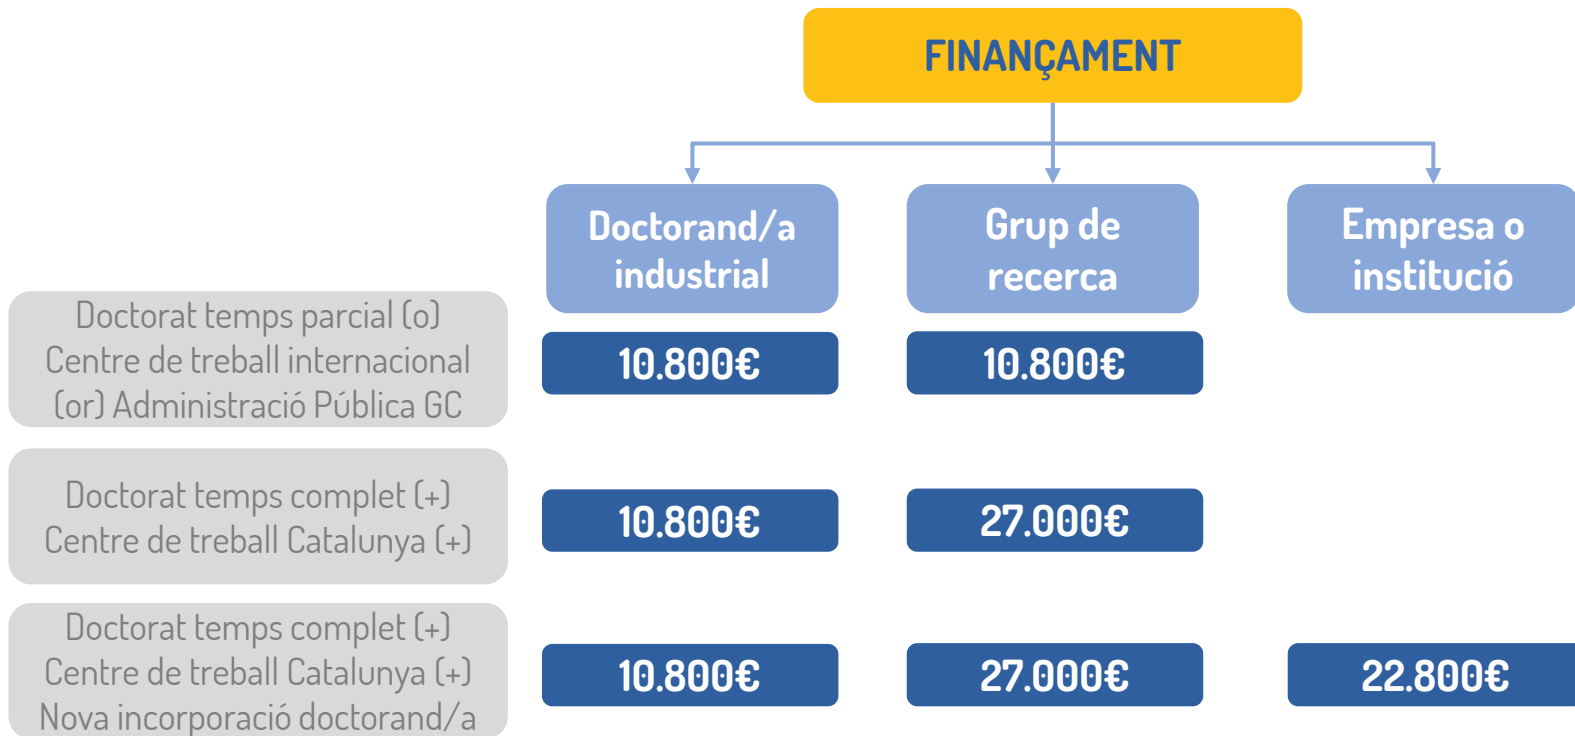 FINANÇAMENT
Doctorand/a
industrial
Grup de
recerca
Empresa o
institució
Doctorat temps parcial (o)
Centre de treball internacional
(or) Administració Pública GC
10.800€
10.800€
Doctorat temps complet (+)
Centre de treball Catalunya (+)
10.800€
27.000€
Doctorat temps complet (+)
Centre de treball Catalunya (+)
Nova incorporació doctorand/a
10.800€
27.000€
22.800€